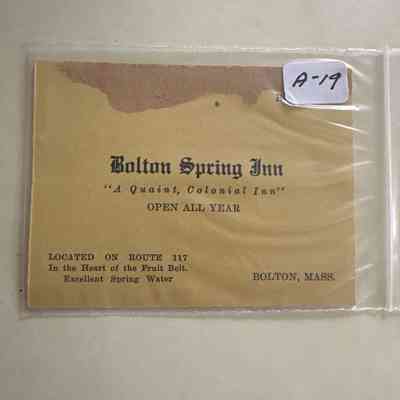 A-19
Bolton Spring Inn
"A Quaint, Colonial Inn"
OPEN ALL YEAR
LOCATED ON ROUTE 117
In the Heart of the Fruit Belt.
Excellent Spring Water
BOLTON, MASS.